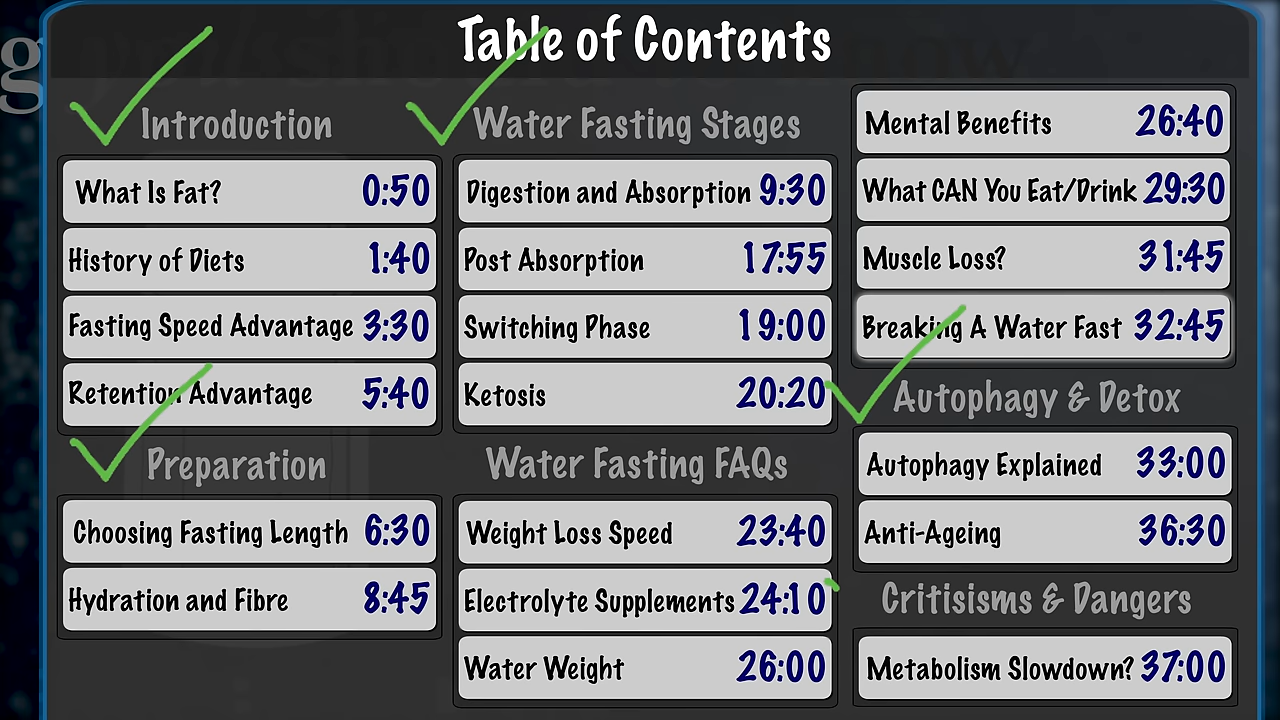 Table of Contents
Introduction
What Is Fat? 0:50
History of Diets 1:40
Fasting Speed Advantage 3:30
Retention Advantage 5:40
Preparation
Choosing Fasting Length 6:30
Hydration and Fibre 8:45
Water Fasting Stages
Digestion and Absorption 9:30
Post Absorption 17:55
Switching Phase 19:00
Ketosis 20:20
Water Fasting FAQs
Weight Loss Speed 23:40
Electrolyte Supplements 24:10
Water Weight 26:00
Mental Benefits 26:40
What CAN You Eat/Drink 29:30
Muscle Loss? 31:45
Breaking A Water Fast 32:45
Autophagy & Detox
Autophagy Explained 33:00
Anti-Ageing 36:30
Critisisms & Dangers
Metabolism Slowdown? 37:00